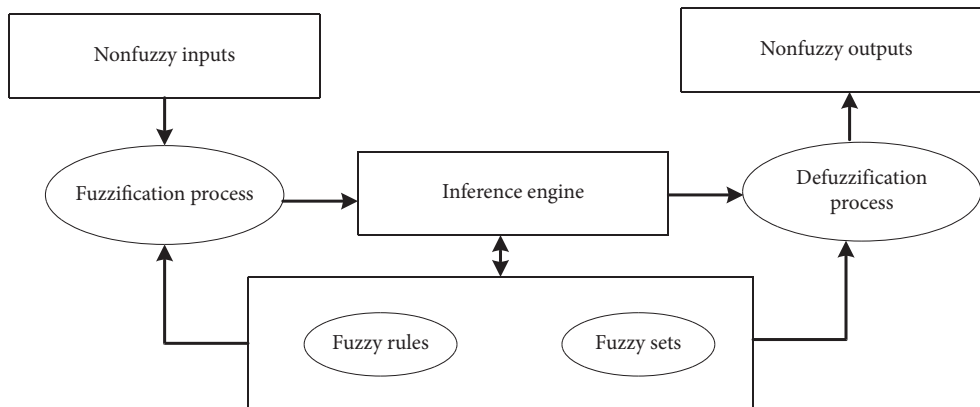 Nonfuzzy inputs
Nonfuzzy outputs
Fuzzification process
Inference engine
Defuzzification
process
Fuzzy rules
Fuzzy sets